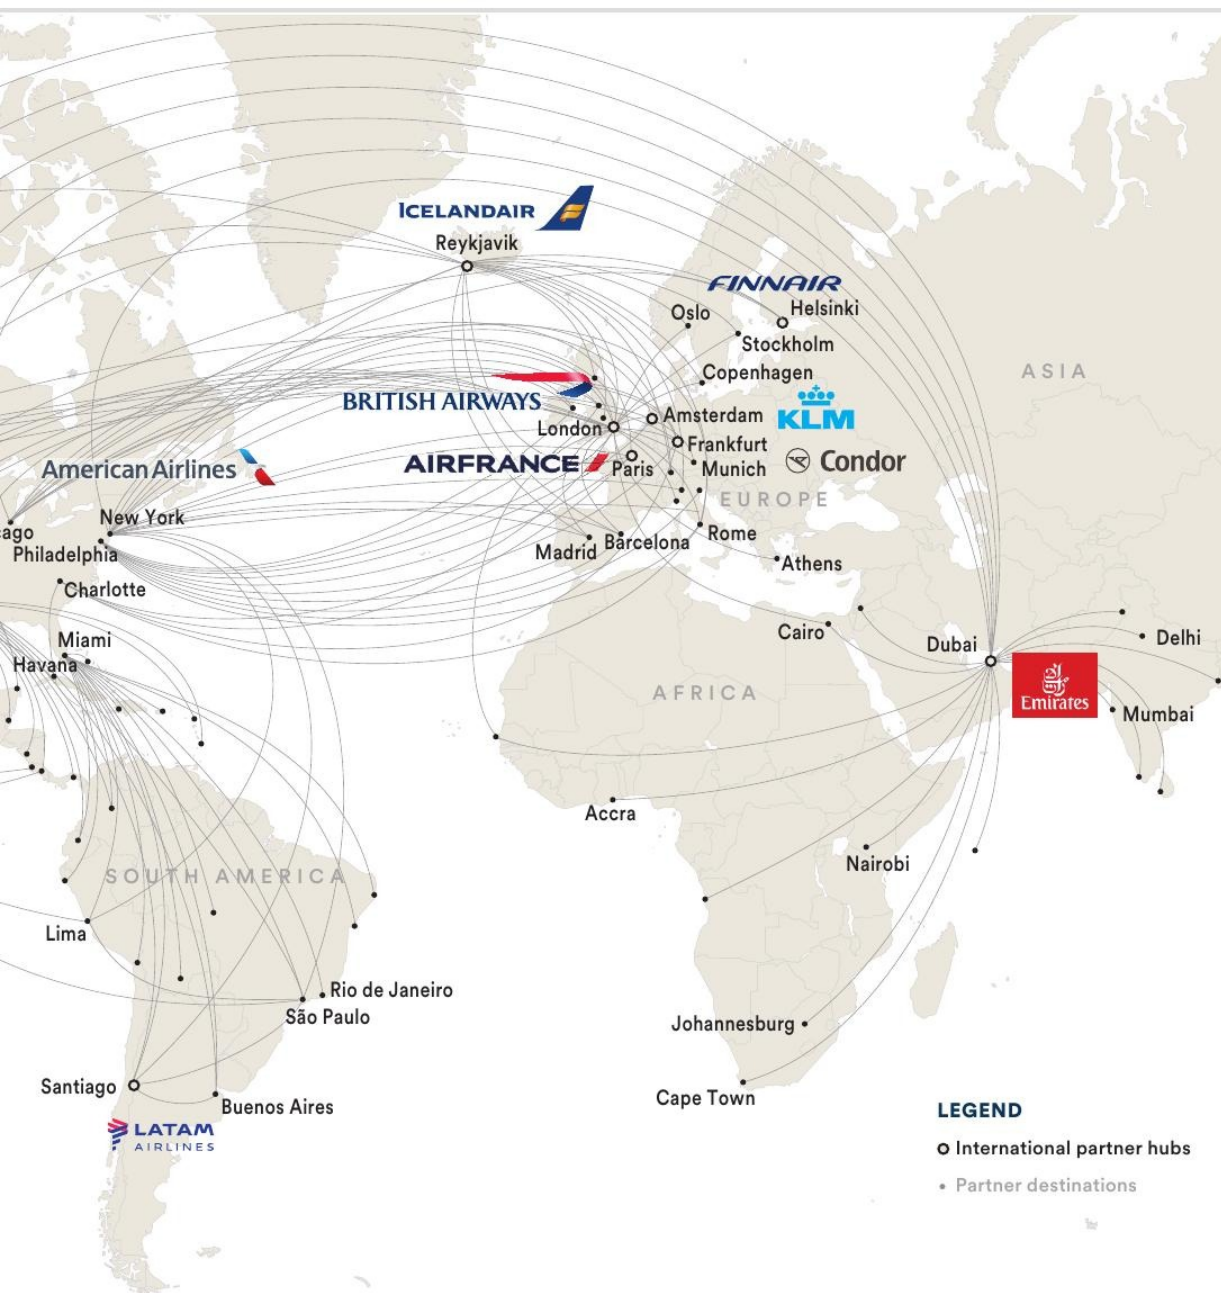 ICELANDAIR
Reykjavik
FINNAIR
Oslo
Helsinki
Stockholm
ASIA
Copenhagen
BRITISH AIRWAYS
Amsterdam
KLM
London
Frankfurt
American Airlines
AIRFRANCE
Paris
Munich
Condor
EUROPE
New York
cago
Philadelphia
Madrid
Barcelona
Rome
Athens
Charlotte
Miami
Havana
Cairo
Dubai
Delhi
AFRICA
Emirates
Mumbai
Accra
Nairobi
SOUTH AMERICA
Lima
Rio de Janeiro
São Paulo
Johannesburg
Santiago
Buenos Aires
Cape Town
LATAM
AIRLINES
LEGEND
International partner hubs
Partner destinations